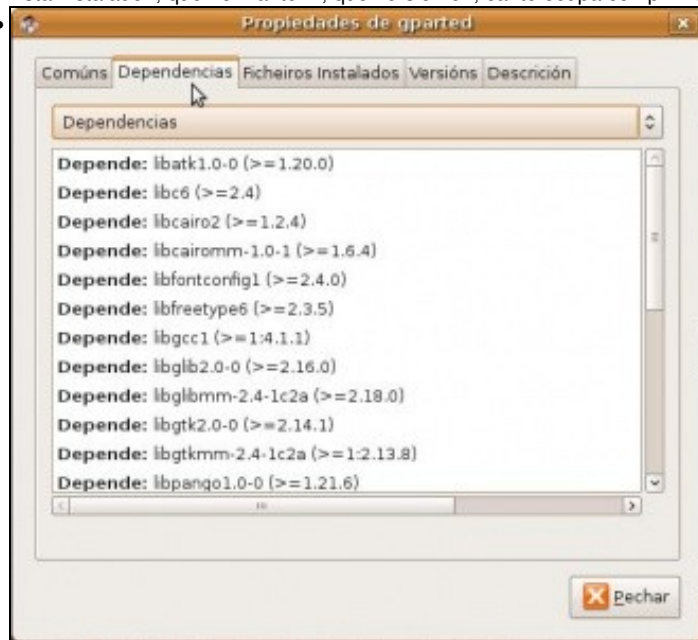 Propiedades de gparted
Comúns Dependencias Ficheiros Instalados Versións Descrición
Dependencias
Depende: libatk1.0-0 (>=1.20.0)
Depende: libc6 (>=2.4)
Depende: libcairo2 (>=1.2.4)
Depende: libcairomm-1.0-1 (>=1.6.4)
Depende: libfontconfig1 (>=2.4.0)
Depende: libfreetype6 (>=2.3.5)
Depende: libgcc1 (>=1:4.1.1)
Depende: libglib2.0-0 (>=2.16.0)
Depende: libglibmm-2.4-1c2a (>=2.18.0)
Depende: libgtk2.0-0 (>=2.14.1)
Depende: libgtkmm-2.4-1c2a (>=1:2.13.8)
Depende: libpango1.0-0 (>=1.21.6)
Pechar